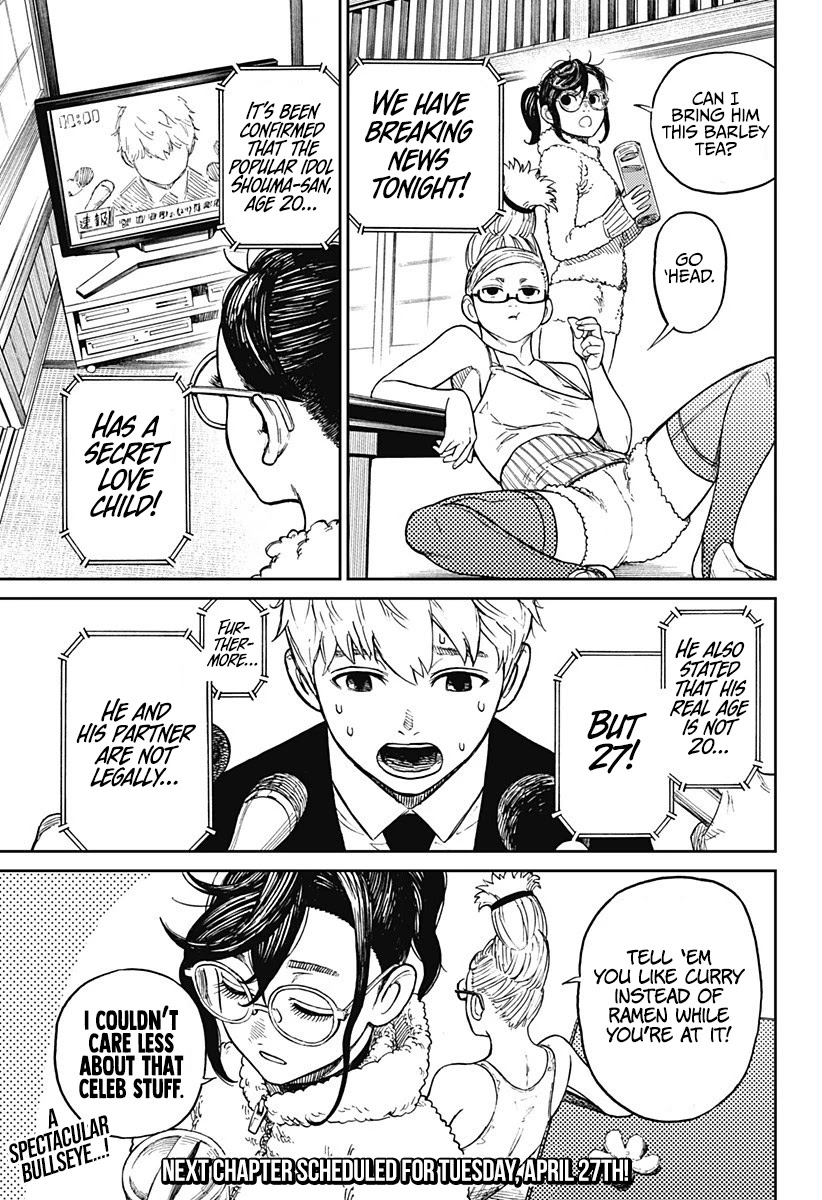 CAN I
BRING HIM
THIS BARLEY
TEA?
GO
'HEAD.
WE HAVE
BREAKING
NEWS
TONIGHT!
IT'S BEEN
CONFIRMED
THAT THE
POPULAR IDOL
SHOUMA-SAN,
AGE 20...
速報
HAS A
SECRET
LOVE
CHILD!
HE ALSO
STATED
THAT HIS
REAL AGE
IS NOT
20...
BUT
27!
FUR-
THER-
MORE...
HE AND
HIS PARTNER
ARE NOT
LEGALLY...
TELL 'EM
YOU LIKE CURRY
INSTEAD OF
RAMEN WHILE
YOU'RE AT IT!
I COULDN'T
CARE LESS
ABOUT THAT
CELEB STUFF.
A
SPECTACULAR
BULLSEYE...!
NEXT CHAPTER SCHEDULED FOR TUESDAY, APRIL 27TH!